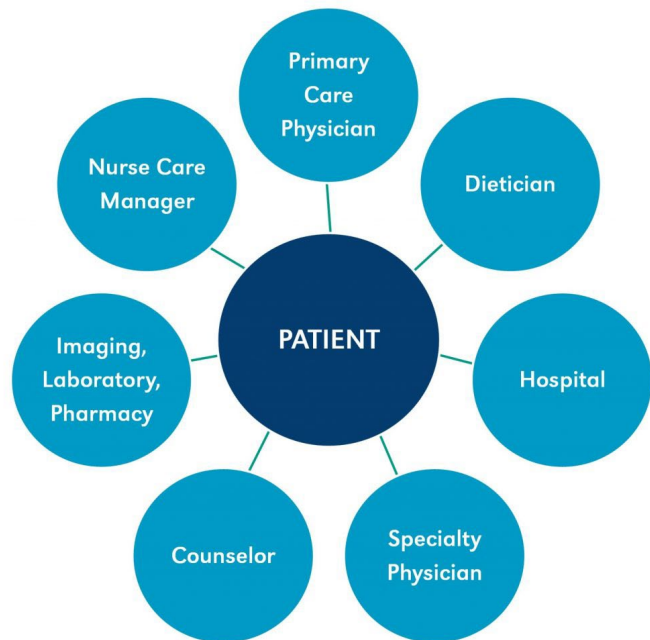 Primary
Care
Physician
Nurse Care
Manager
Dietician
Imaging,
Laboratory,
Pharmacy
PATIENT
Hospital
Counselor
Specialty
Physician